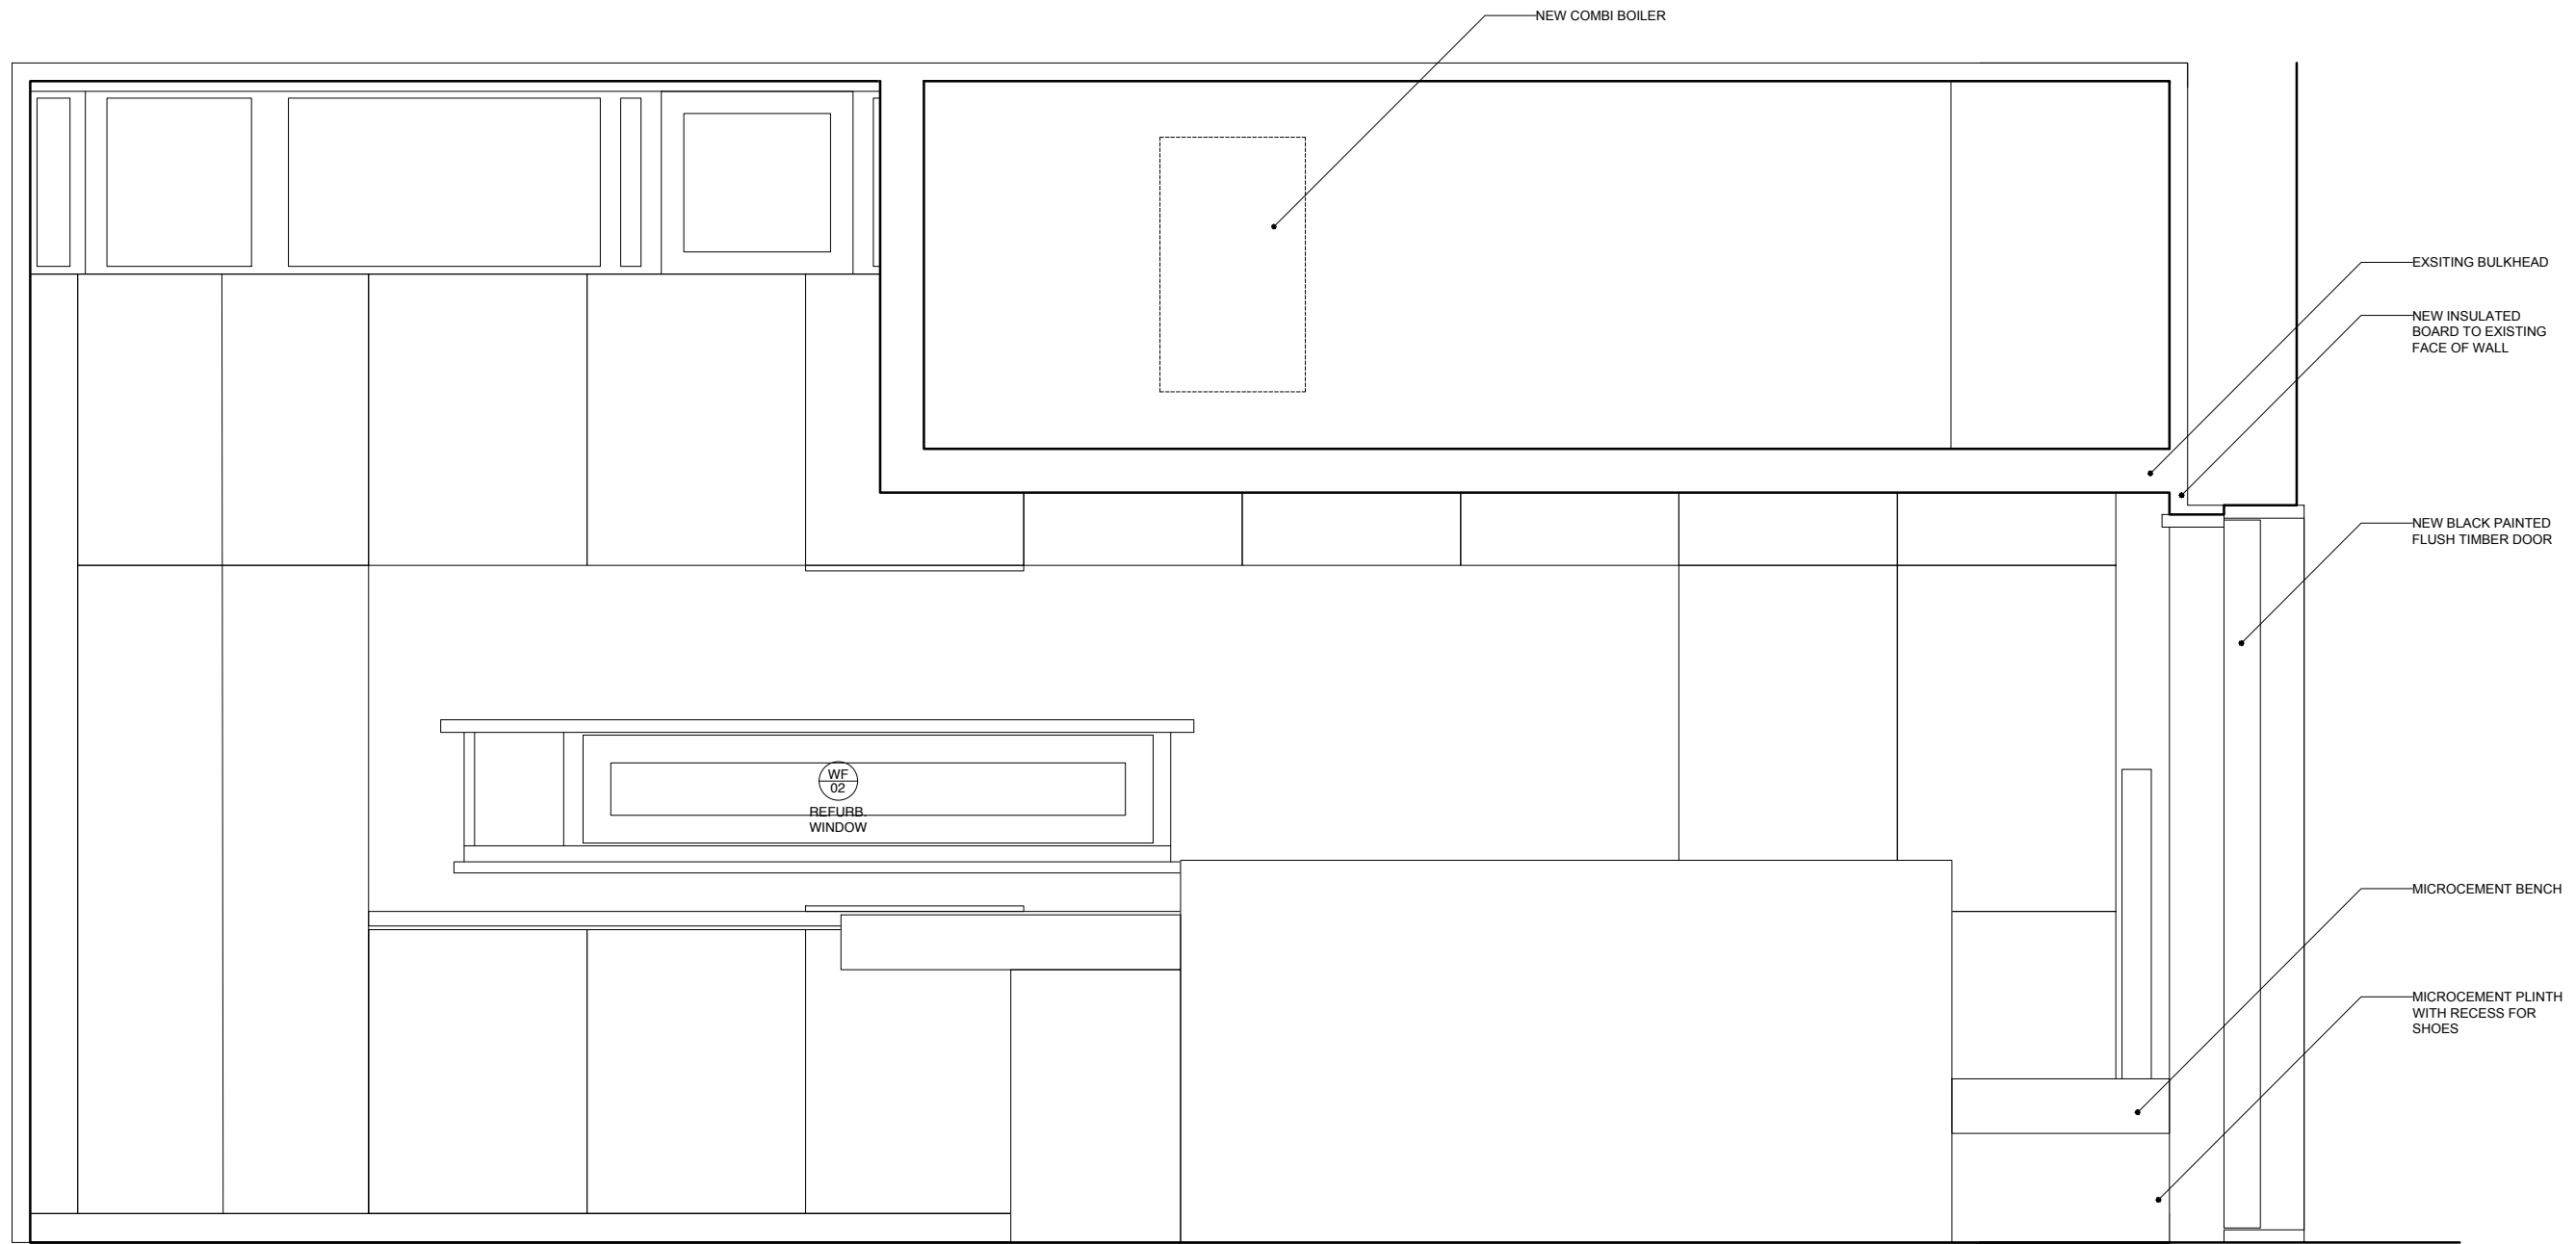 NEW COMBI BOILER
EXSITING BULKHEAD
NEW INSULATED
BOARD TO EXISTING
FACE OF WALL
NEW BLACK PAINTED
FLUSH TIMBER DOOR
WF
02
REFURB.
WINDOW
MICROCEMENT BENCH
MICROCEMENT PLINTH
WITH RECESS FOR
SHOES